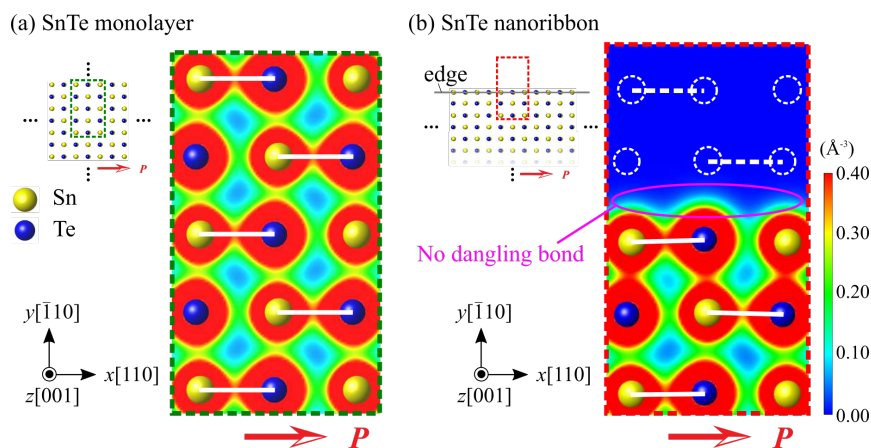 (a) SnTe monolayer
...
...
...
P
...
Sn
Te
y[1̅10]
x[110]
z[001]
P
(b) SnTe nanoribbon
edge
...
...
...
P
No dangling bond
y[1̅10]
x[110]
z[001]
P
(Å⁻³)
0.40
0.30
0.20
0.10
0.00